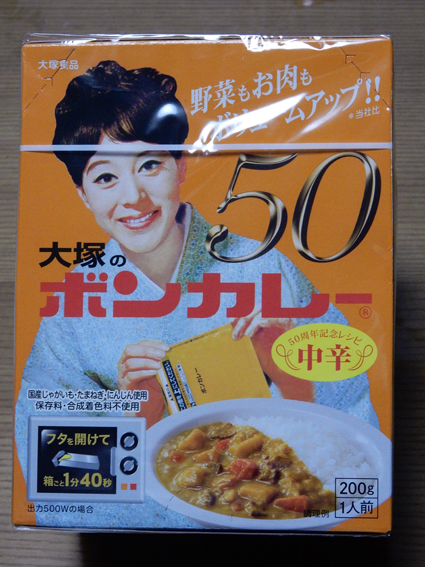 大塚食品
野菜もお肉も
ボリュームアップ!!
*当社比
50
大塚の
ボンカレー®
50周年記念レシピ
中辛
国産じゃがいも・たまねぎ・にんじん使用
保存料・合成着色料不使用
フタを開けて
箱ごと1分40秒
出力500Wの場合
調理例
200g
1人前